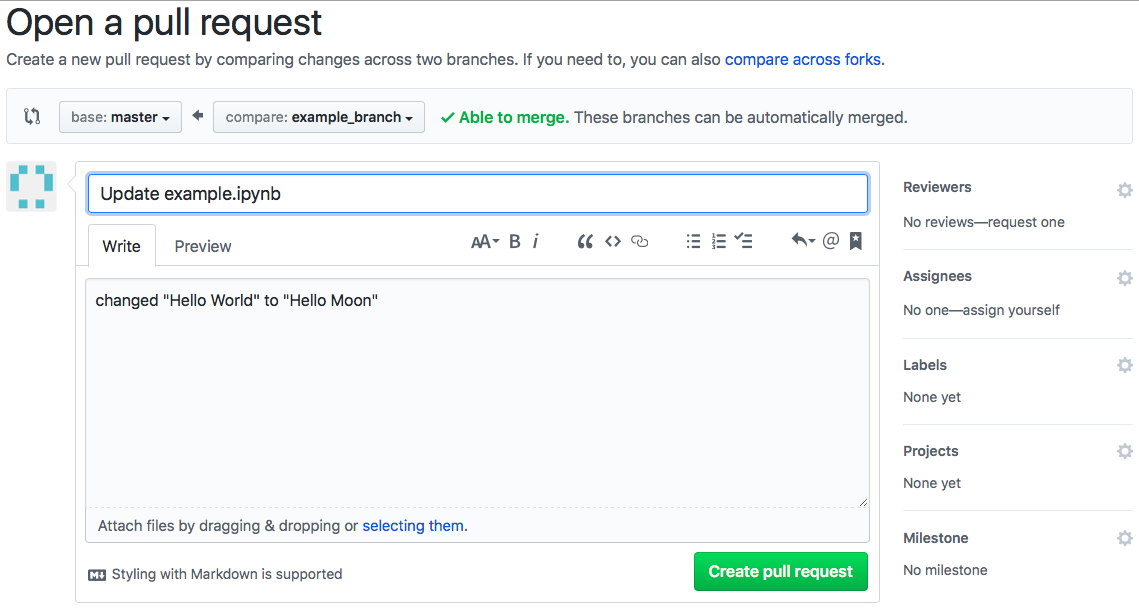 Open a pull request
Create a new pull request by comparing changes across two branches. If you need to, you can also compare across forks.
base: master
compare: example_branch
Able to merge. These branches can be automatically merged.
Update example.ipynb
Write
Preview
AA
B
i
changed "Hello World" to "Hello Moon"
Attach files by dragging & dropping or selecting them.
Styling with Markdown is supported
Create pull request
Reviewers
No reviews—request one
Assignees
No one—assign yourself
Labels
None yet
Projects
None yet
Milestone
No milestone